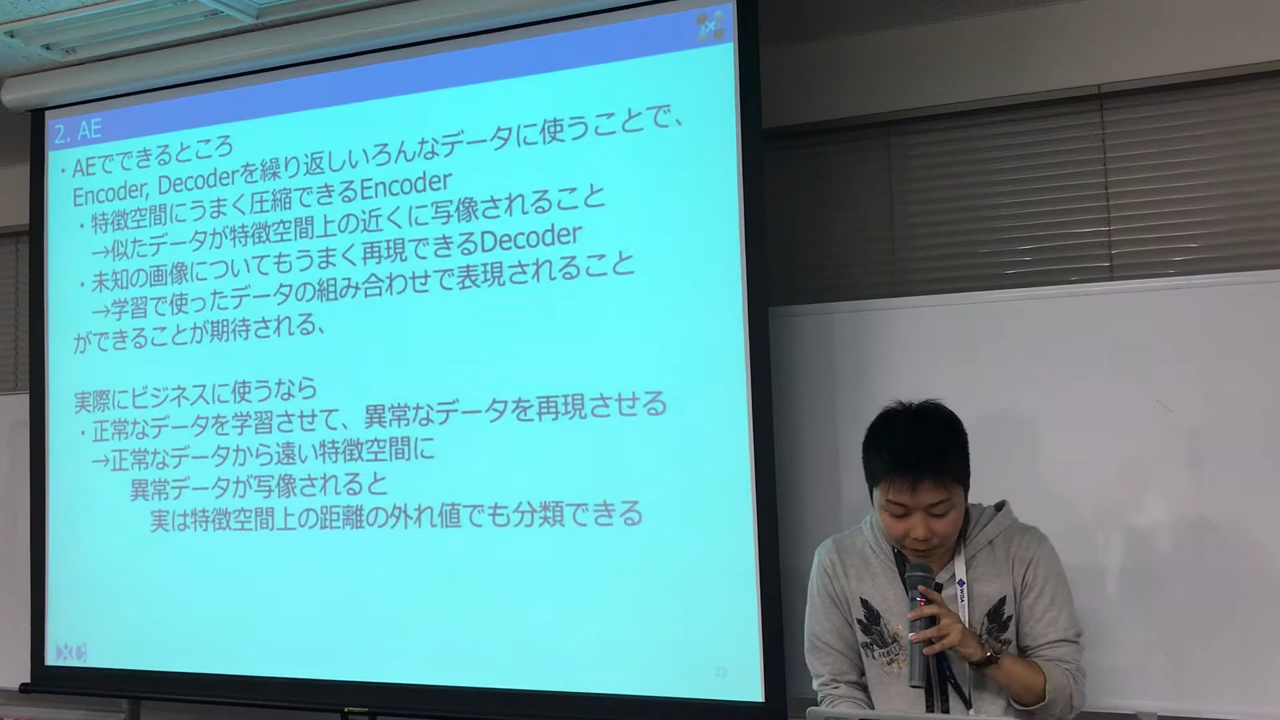 2. AE
・AEでできるところ
Encoder, Decoderを繰り返しいろんなデータに使うことで、
・特徴空間にうまく圧縮できるEncoder
→似たデータが特徴空間上の近くに写像されること
・未知の画像についてもうまく再現できるDecoder
→学習で使ったデータの組み合わせで表現されること
ができることが期待される、
実際にビジネスに使うなら
・正常なデータを学習させて、異常なデータを再現させる
→正常なデータから遠い特徴空間に
異常データが写像されると
実は特徴空間上の距離の外れ値でも分類できる
22